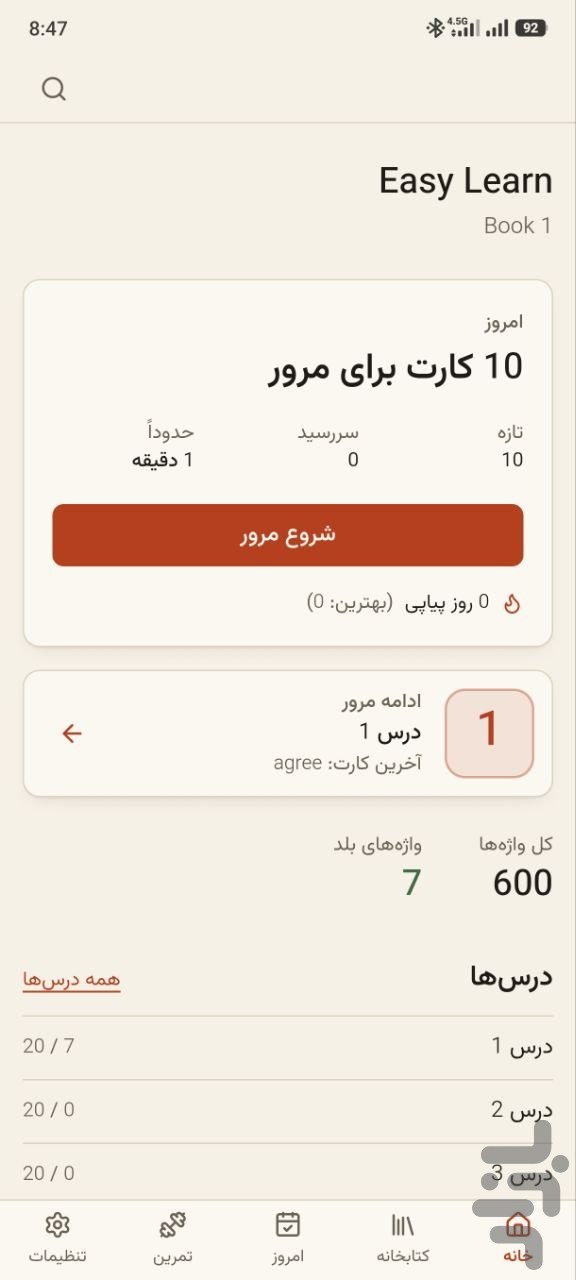 8:47
4.5G
92
Easy Learn
Book 1
امروز
10 کارت برای مرور
تازه سررسید حدوداً
10 0 1 دقیقه
شروع مرور
0 روز پیاپی (بهترین: 0)
1
ادامه مرور
درس 1
آخرین کارت: agree
کل واژه‌ها واژه‌های بلد
600 7
درس‌ها همه درس‌ها
درس 1 20 / 7
درس 2 20 / 0
درس 3 20 / 0
خانه کتابخانه امروز تمرین تنظیمات